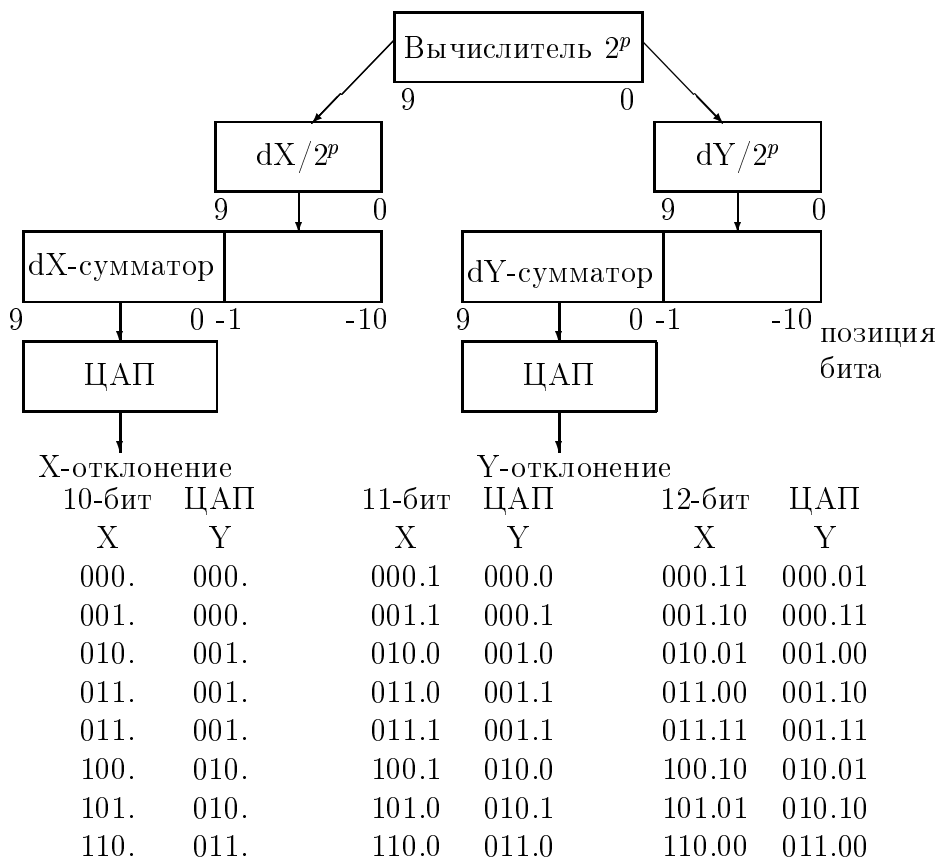 Вычислитель 2^p
9 0
dX/2^p dY/2^p
9 0 9 0
dX-сумматор dY-сумматор
9 0 -1 -10 9 0 -1 -10
позиция
бита
ЦАП ЦАП
X-отклонение Y-отклонение
10-бит ЦАП 11-бит ЦАП 12-бит ЦАП
X Y X Y X Y
000. 000. 000.1 000.0 000.11 000.01
001. 000. 001.1 000.1 001.10 000.11
010. 001. 010.0 001.0 010.01 001.00
011. 001. 011.0 001.1 011.00 001.10
011. 001. 011.1 001.1 011.11 001.11
100. 010. 100.1 010.0 100.10 010.01
101. 010. 101.0 010.1 101.01 010.10
110. 011. 110.0 011.0 110.00 011.00